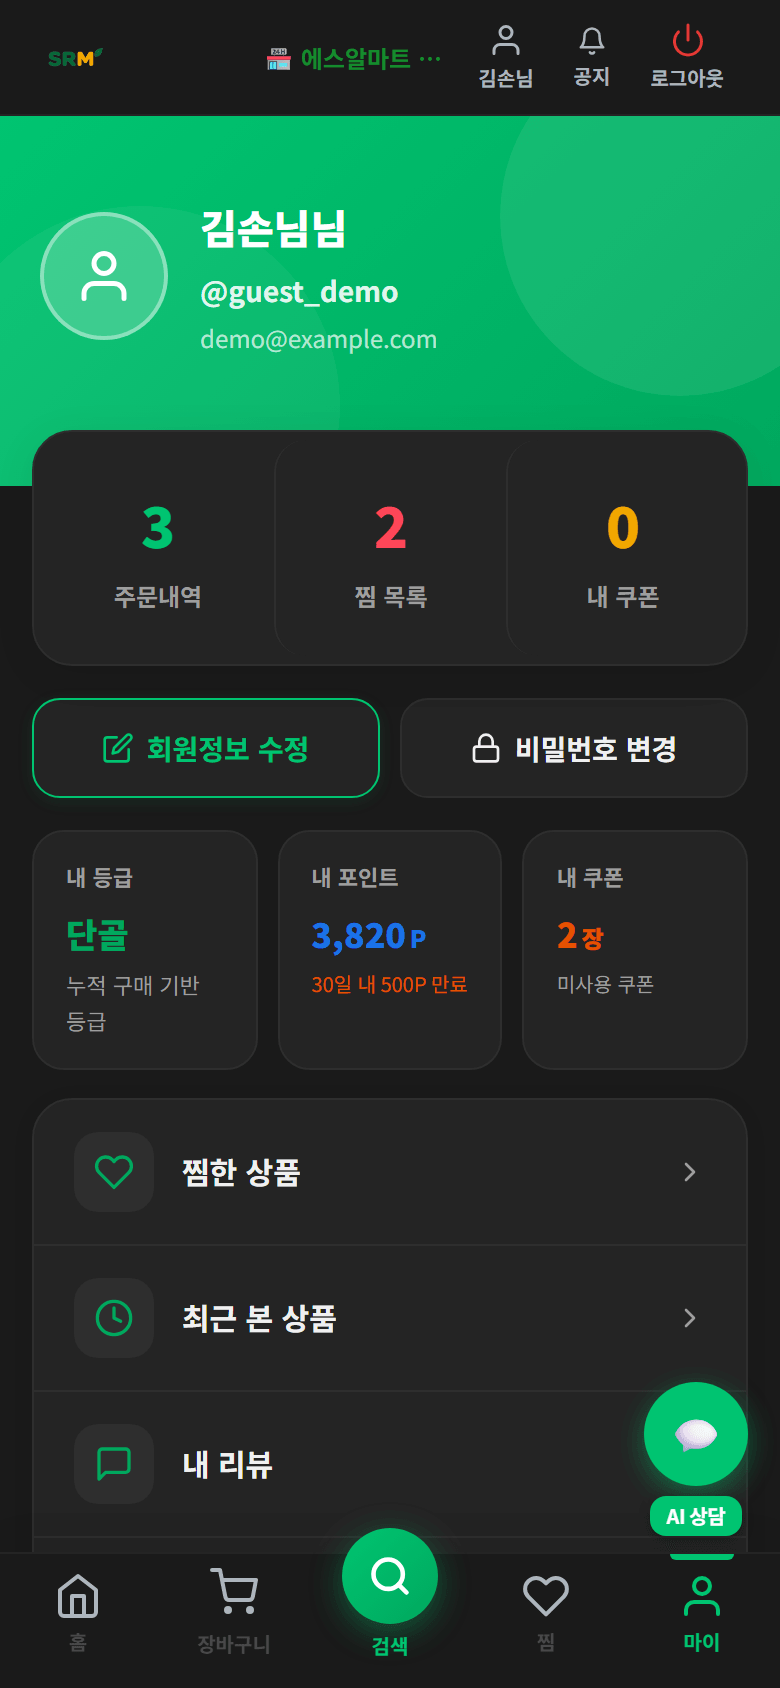 SRM
에스알마트 ...
김손님
공지
로그아웃
김손님님
@guest_demo
demo@example.com
3
주문내역
2
찜 목록
0
내 쿠폰
회원정보 수정
비밀번호 변경
내 등급
단골
누적 구매 기반
등급
내 포인트
3,820 P
30일 내 500P 만료
내 쿠폰
2 장
미사용 쿠폰
찜한 상품
최근 본 상품
내 리뷰
AI 상담
홈
장바구니
검색
찜
마이